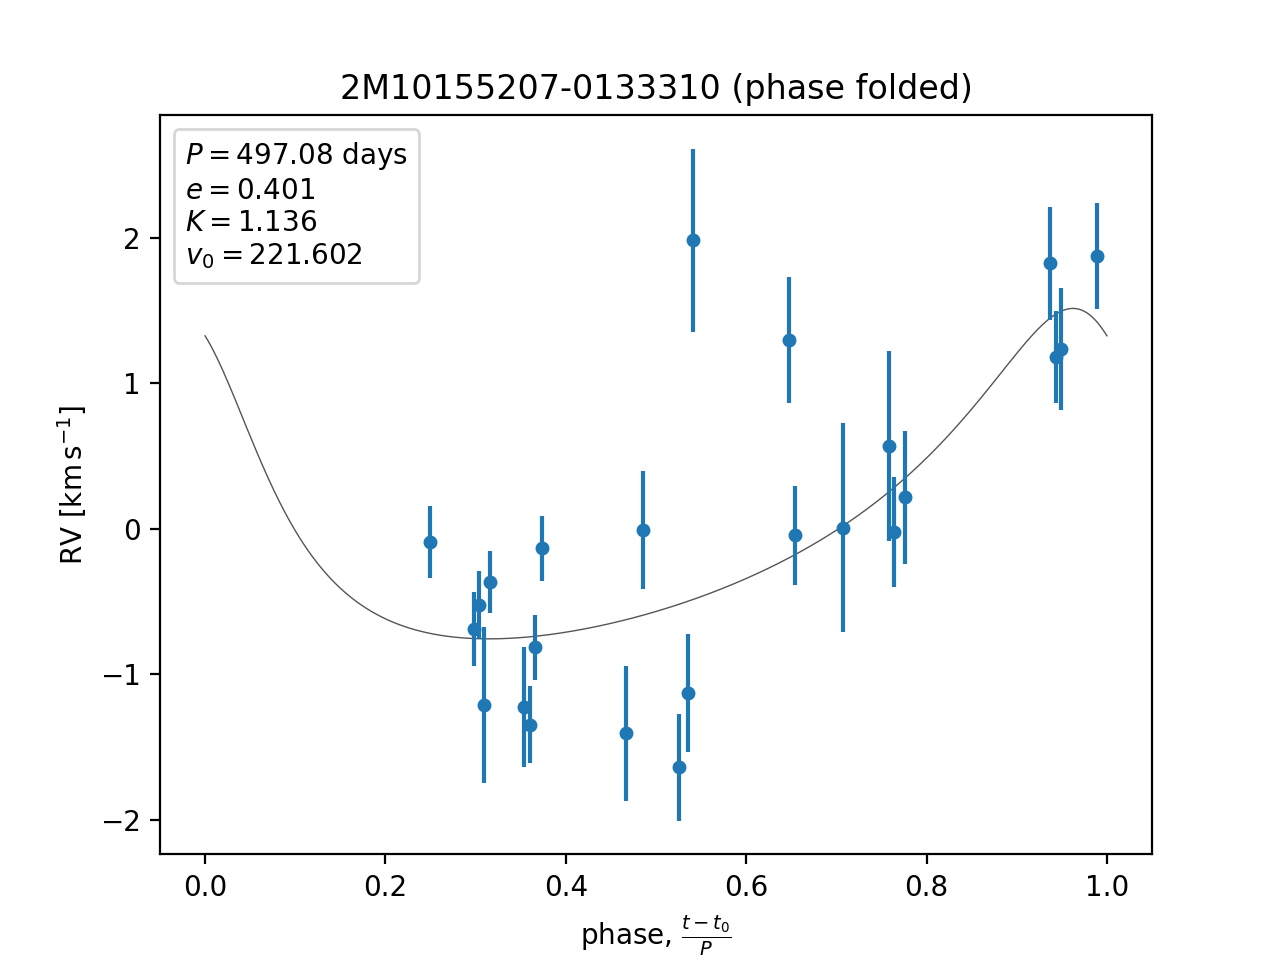 2M10155207-0133310 (phase folded)
P = 497.08 days
e = 0.401
K = 1.136
v₀ = 221.602
RV [km s⁻¹]
2
1
0
−1
−2
0.0 0.2 0.4 0.6 0.8 1.0
phase, (t − t₀)/P